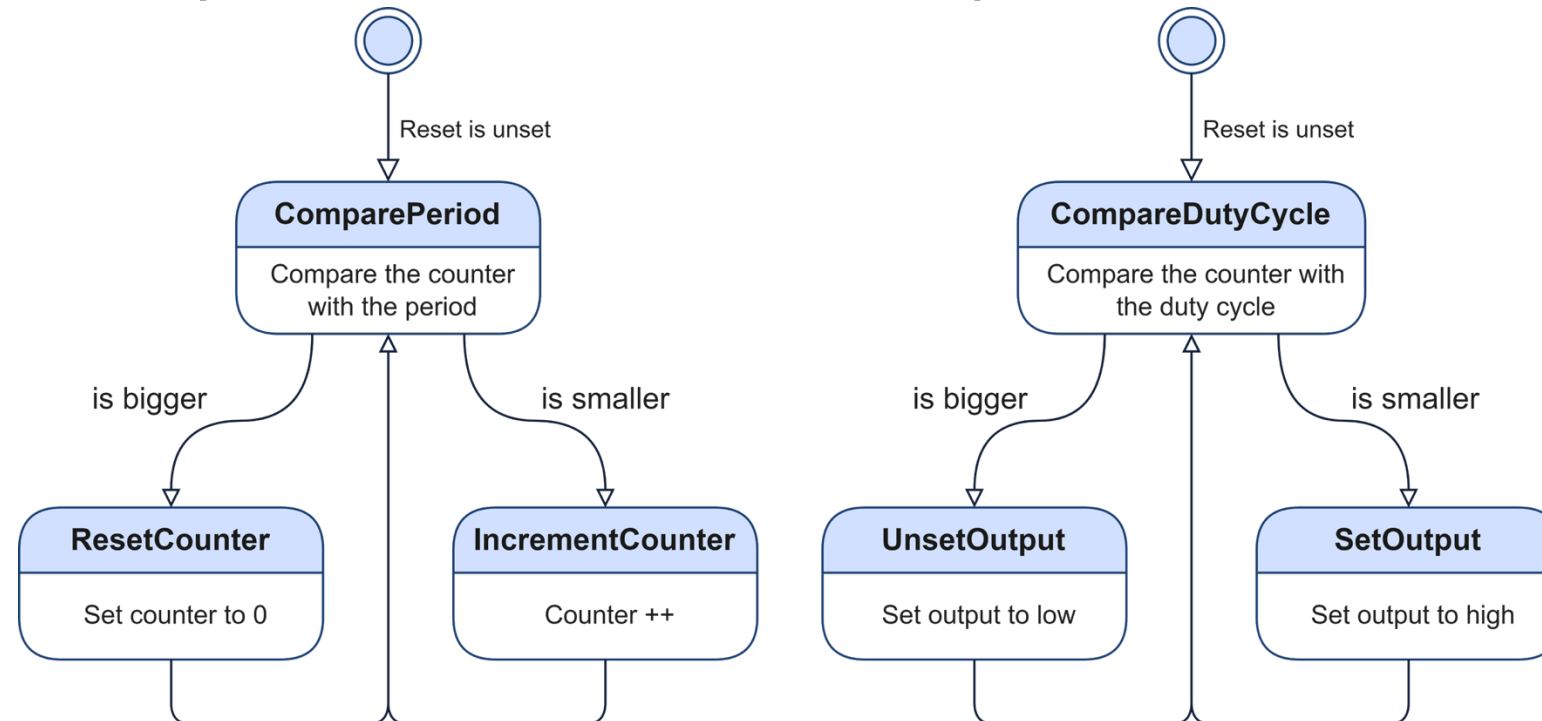 Reset is unset
ComparePeriod
Compare the counter
with the period
is bigger
is smaller
ResetCounter
Set counter to 0
IncrementCounter
Counter ++
Reset is unset
CompareDutyCycle
Compare the counter with
the duty cycle
is bigger
is smaller
UnsetOutput
Set output to low
SetOutput
Set output to high